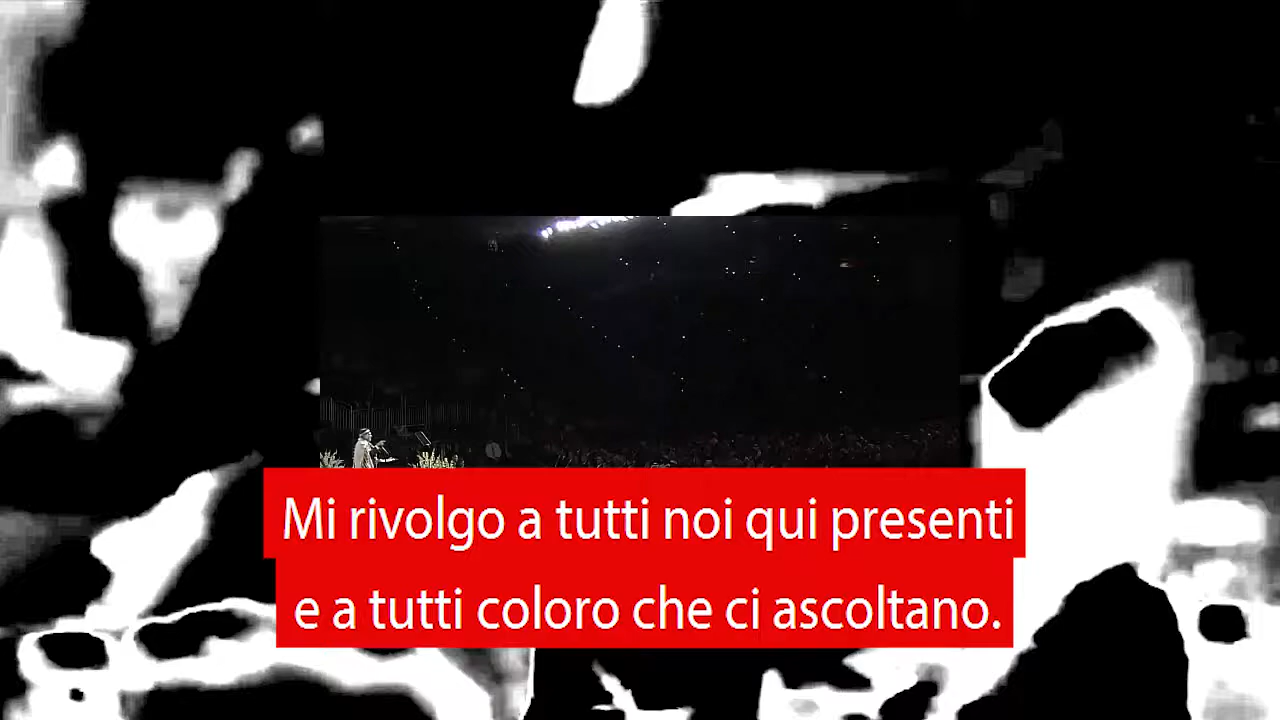 Mi rivolgo a tutti noi qui presenti
e a tutti coloro che ci ascoltano.